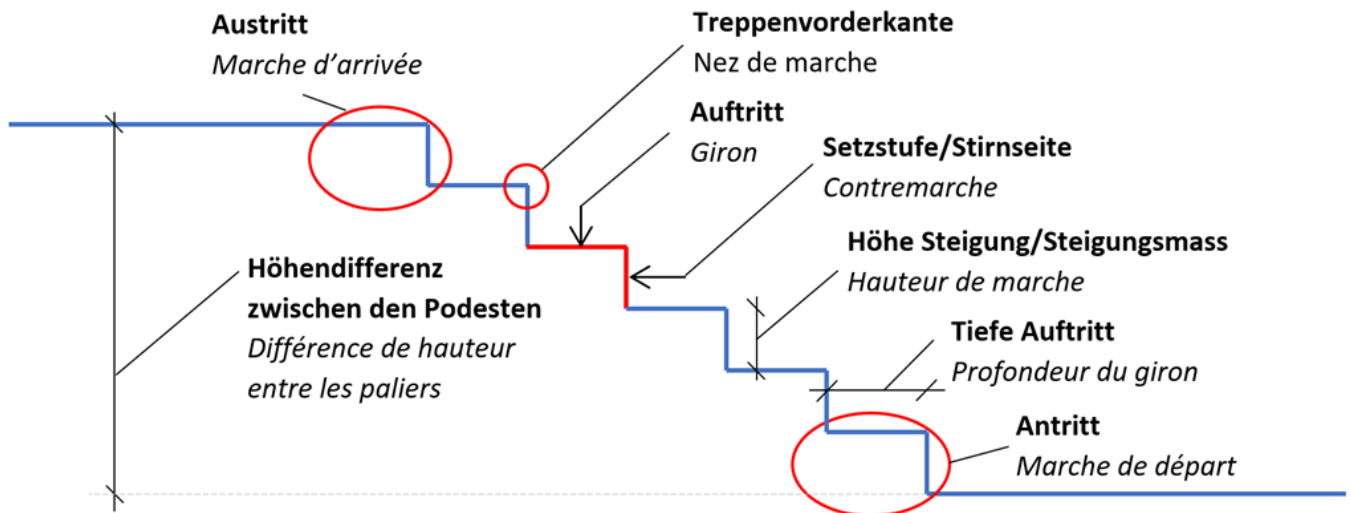 Austritt
Marche d’arrivée
Treppenvorderkante
Nez de marche
Auftritt
Giron
Setzstufe/Stirnseite
Contremarche
Höhe Steigung/Steigungsmass
Hauteur de marche
Höhendifferenz
zwischen den Podesten
Différence de hauteur
entre les paliers
Tiefe Auftritt
Profondeur du giron
Antritt
Marche de départ